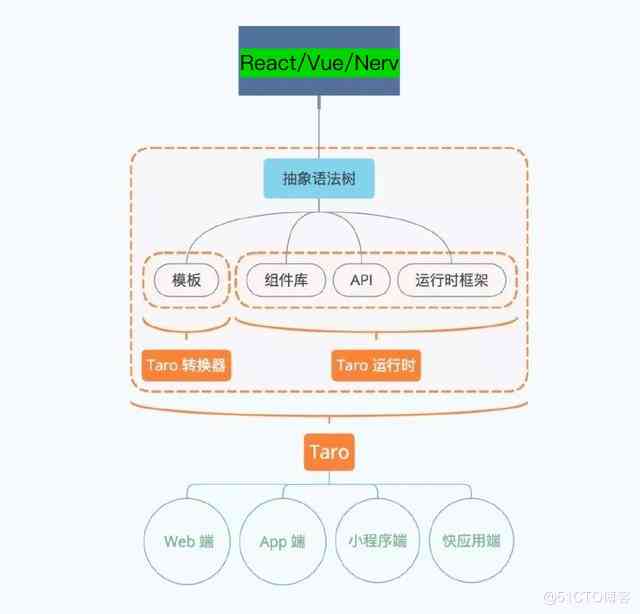 React/Vue/Nerv
抽象语法树
模板
组件库
API
运行时框架
Taro 转换器
Taro 运行时
Taro
Web 端
App 端
小程序端
快应用端
@51CTO博客